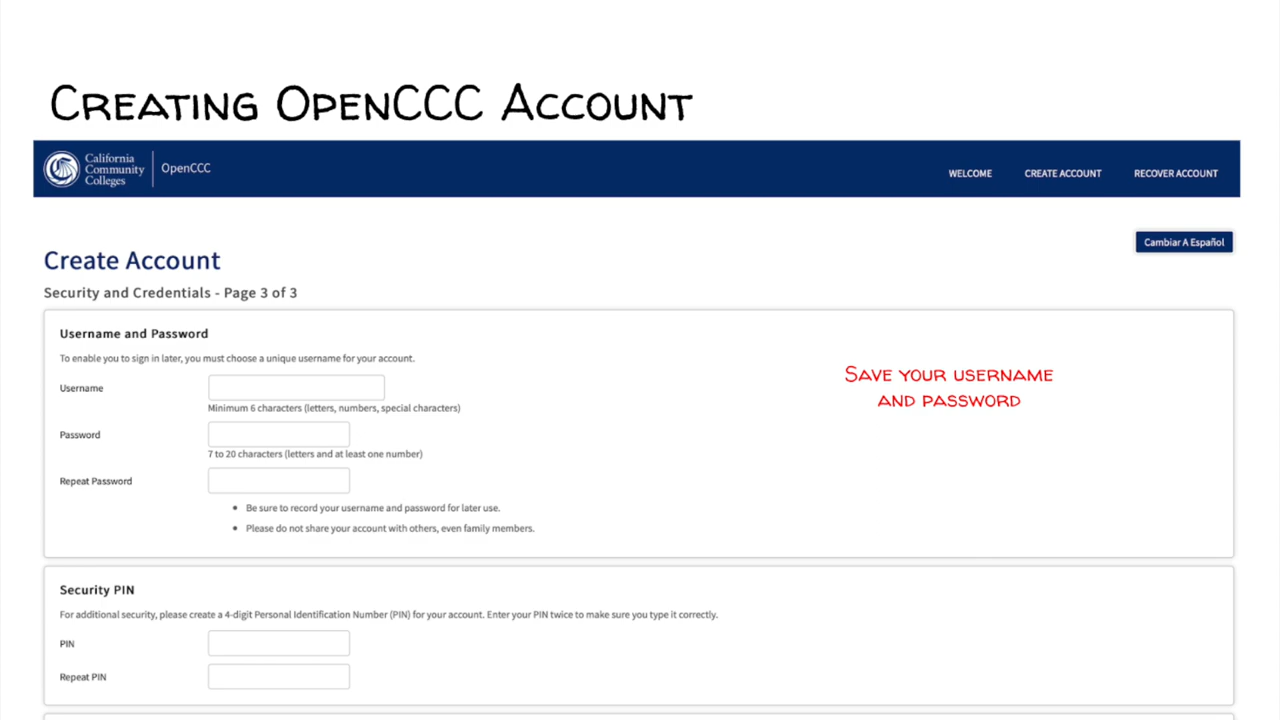 Creating OpenCCC Account
California
Community
Colleges
OpenCCC
WELCOME
CREATE ACCOUNT
RECOVER ACCOUNT
Cambiar A Español
Create Account
Security and Credentials - Page 3 of 3
Username and Password
To enable you to sign in later, you must choose a unique username for your account.
Username
Minimum 6 characters (letters, numbers, special characters)
Password
7 to 20 characters (letters and at least one number)
Repeat Password
• Be sure to record your username and password for later use.
• Please do not share your account with others, even family members.
Save your username
and password
Security PIN
For additional security, please create a 4-digit Personal Identification Number (PIN) for your account. Enter your PIN twice to make sure you type it correctly.
PIN
Repeat PIN